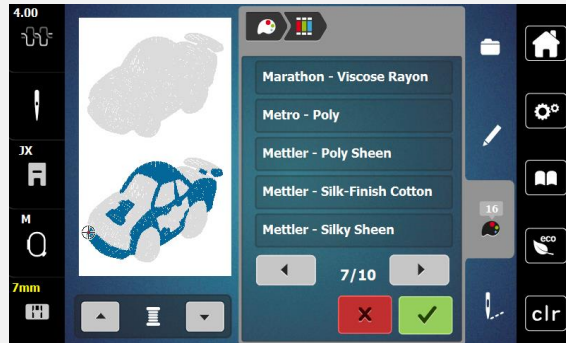 4.00
JX
M
7mm
Marathon - Viscose Rayon
Metro - Poly
Mettler - Poly Sheen
Mettler - Silk-Finish Cotton
Mettler - Silky Sheen
7/10
16
eco
clr